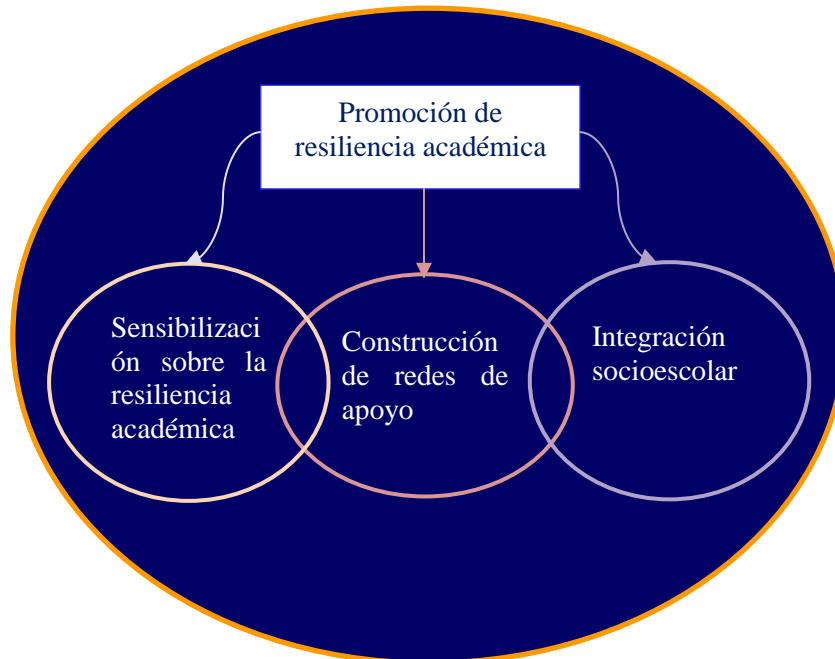 Promoción de
resiliencia académica
Sensibilizaci
ón sobre la
resiliencia
académica
Construcción
de redes de
apoyo
Integración
socioescolar